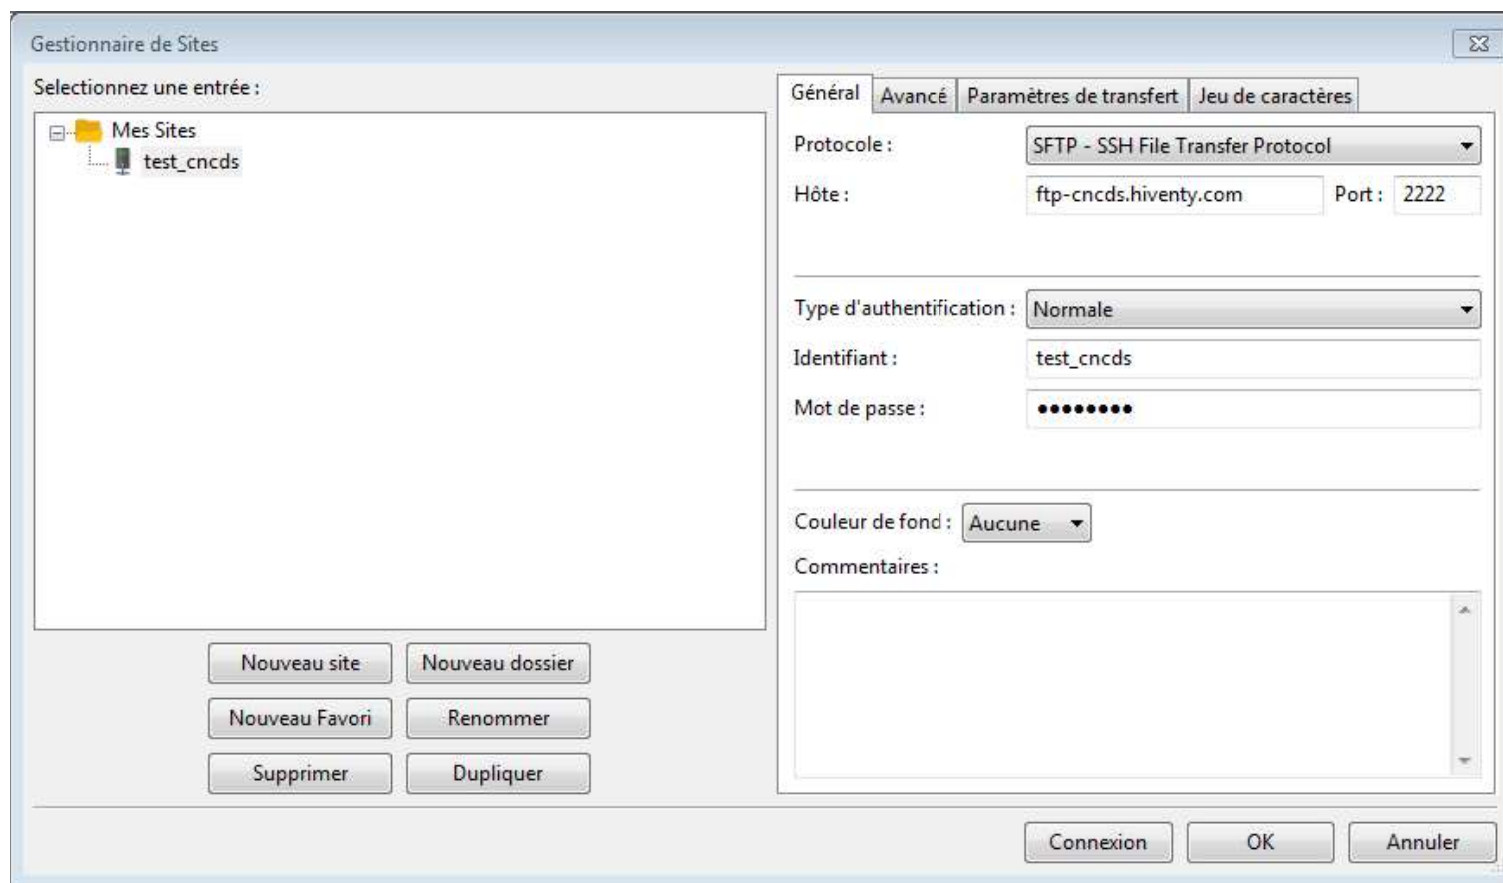 Gestionnaire de Sites
Selectionnez une entrée :
Mes Sites
test_cncds
Nouveau site
Nouveau dossier
Nouveau Favori
Renommer
Supprimer
Dupliquer
Général
Avancé
Paramètres de transfert
Jeu de caractères
Protocole : SFTP - SSH File Transfer Protocol
Hôte : ftp-cncds.hiventy.com Port : 2222
Type d'authentification : Normale
Identifiant : test_cncds
Mot de passe : ●●●●●●●●
Couleur de fond : Aucune
Commentaires :
Connexion
OK
Annuler